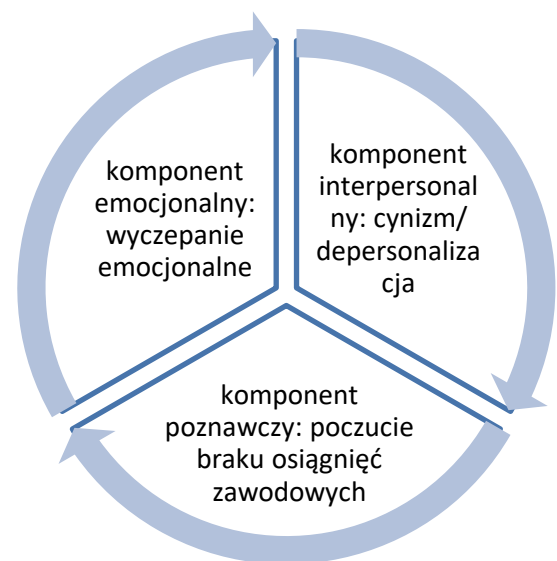 komponent
emocjonalny:
wyczepanie
emocjonalne
komponent
interpersonal
ny: cynizm/
depersonaliza
cja
komponent
poznawczy: poczucie
braku osiągnięć
zawodowych